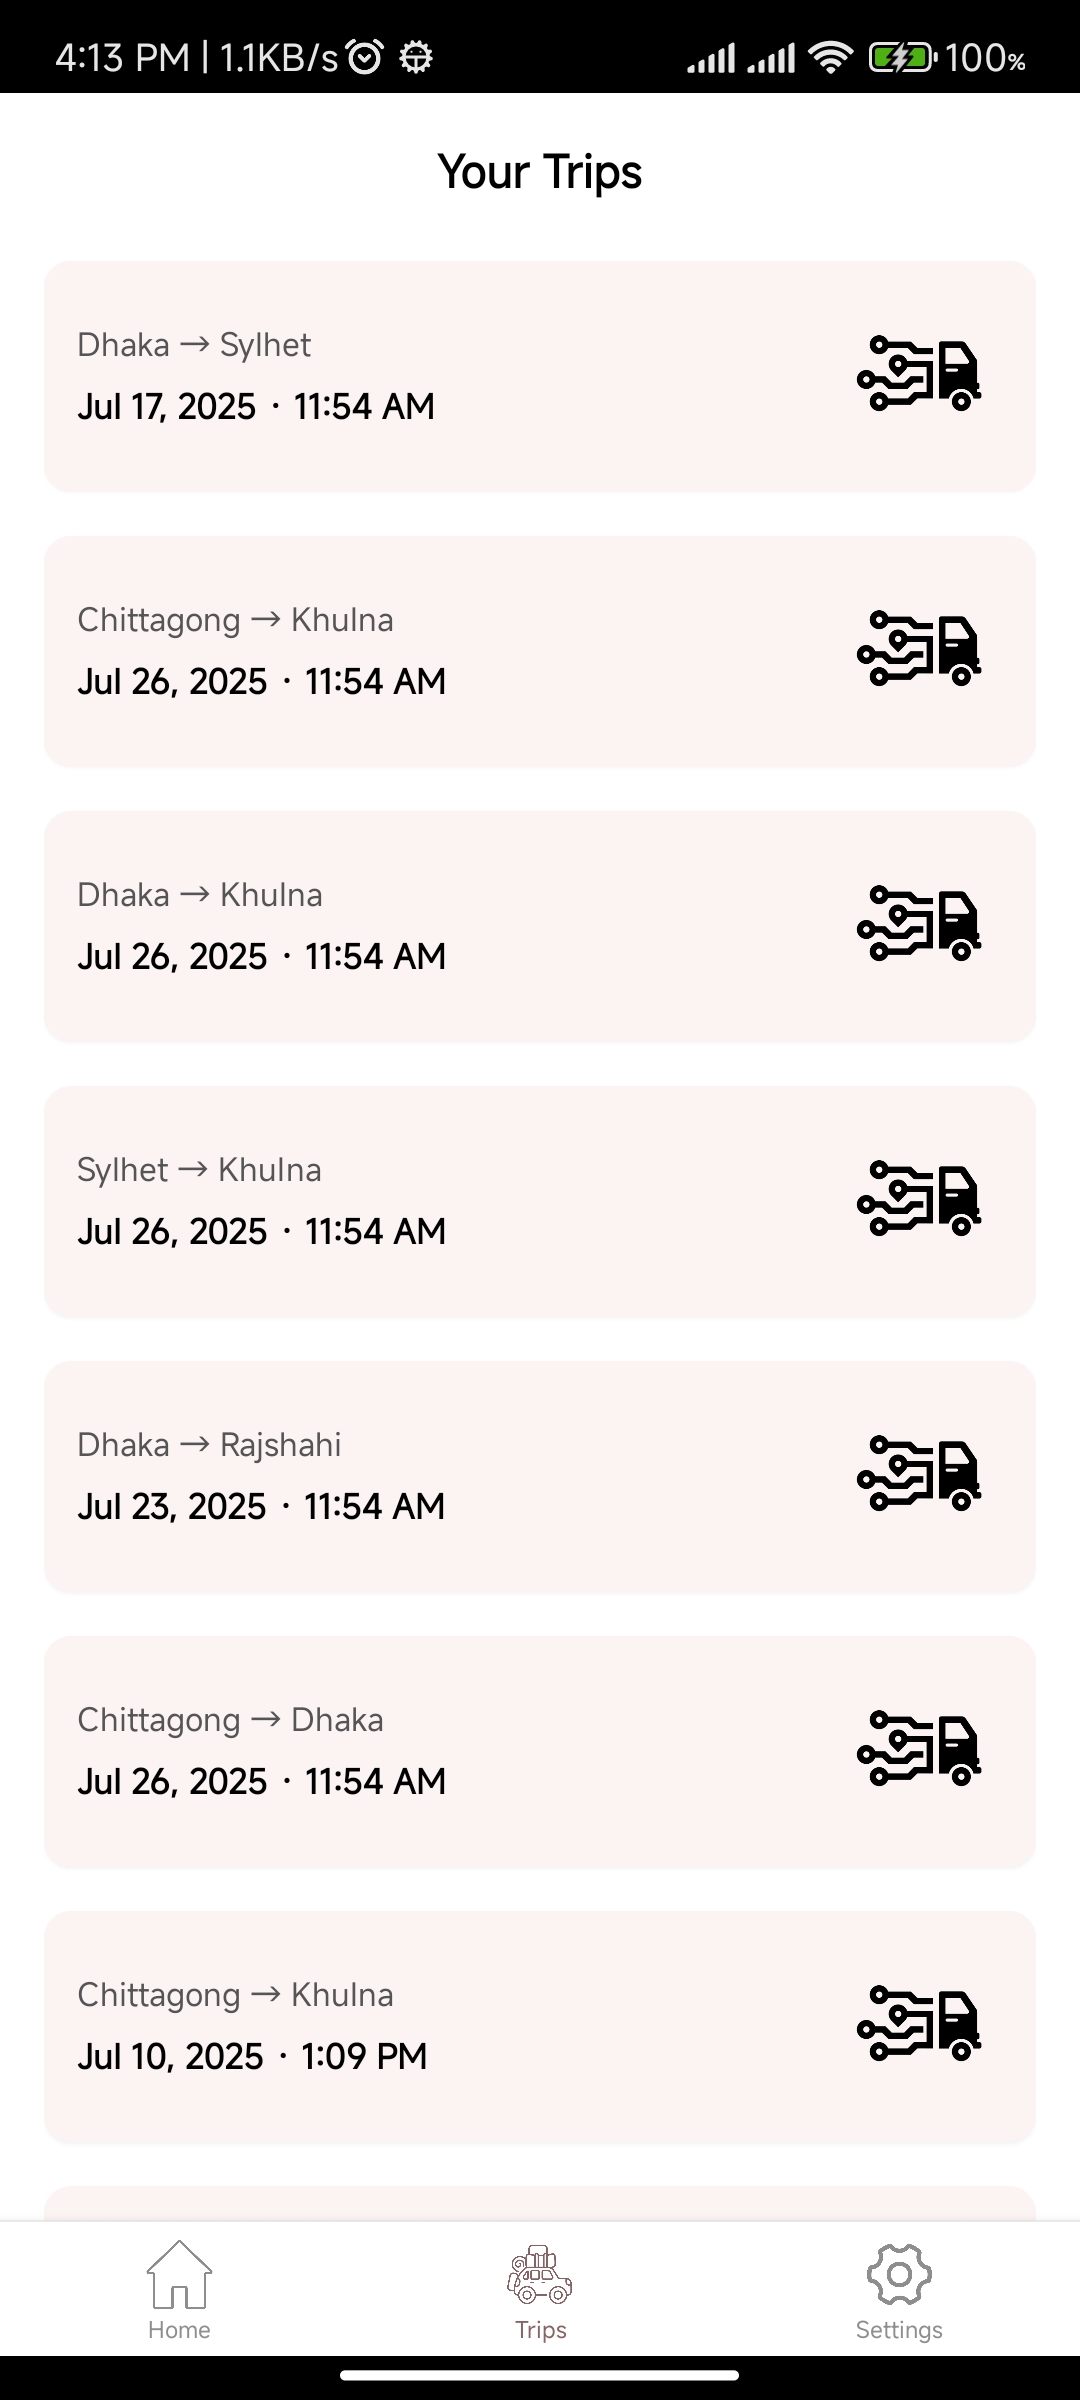 4:13 PM | 1.1KB/s 100%
Your Trips
Dhaka → Sylhet
Jul 17, 2025 · 11:54 AM
Chittagong → Khulna
Jul 26, 2025 · 11:54 AM
Dhaka → Khulna
Jul 26, 2025 · 11:54 AM
Sylhet → Khulna
Jul 26, 2025 · 11:54 AM
Dhaka → Rajshahi
Jul 23, 2025 · 11:54 AM
Chittagong → Dhaka
Jul 26, 2025 · 11:54 AM
Chittagong → Khulna
Jul 10, 2025 · 1:09 PM
Home Trips Settings